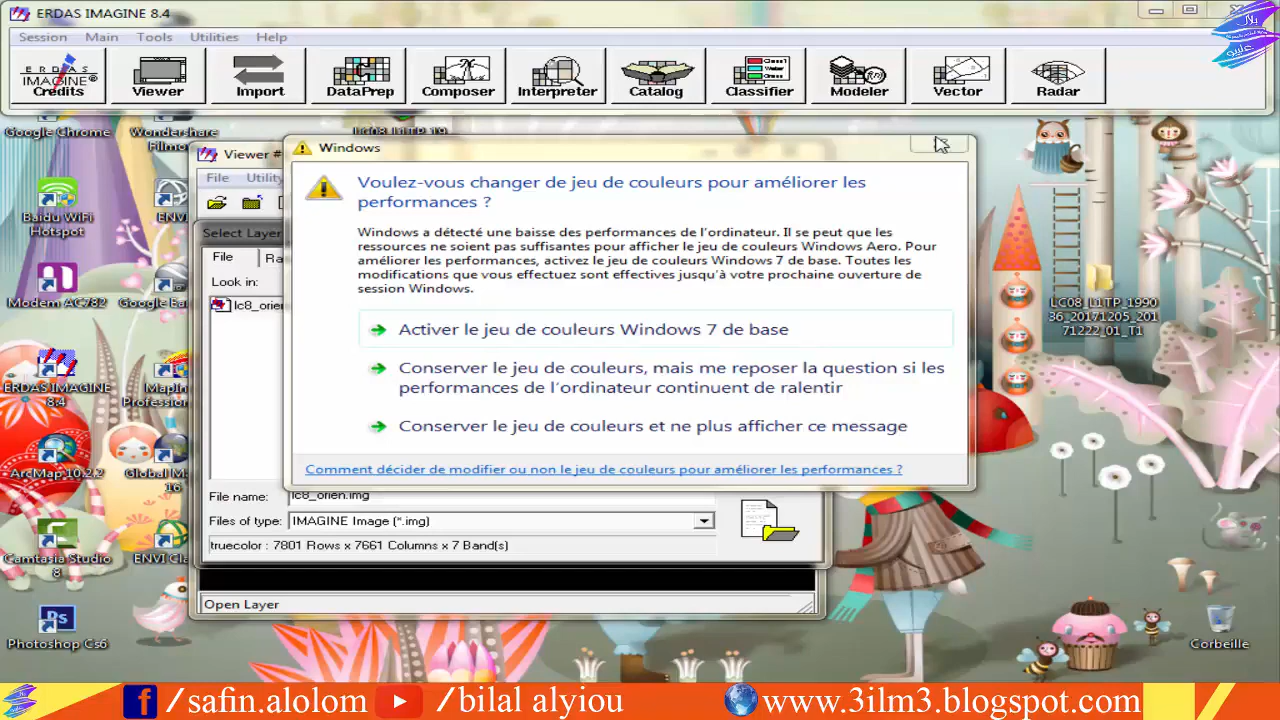 ERDAS IMAGINE 8.4
Session Main Tools Utilities Help
ERDAS
IMAGINE®
Credits
Viewer
Import
DataPrep
Composer
Interpreter
Catalog
Classifier
Modeler
Vector
Radar
Google Chrome
Wondershare
Baidu WiFi
Hotspot
ENVI
Modem AC782
ERDAS IMAGINE
8.4
ArcMap 10.2.2
Camtasia Studio
8
Photoshop Cs6
Viewer #
File
Select Layer
File
Look in:
Windows
Voulez-vous changer de jeu de couleurs pour améliorer les
performances ?
Windows a détecté une baisse des performances de l'ordinateur. Il se peut que les
ressources ne soient pas suffisantes pour afficher le jeu de couleurs Windows Aero. Pour
améliorer les performances, activez le jeu de couleurs Windows 7 de base. Toutes les
modifications que vous effectuez sont effectives jusqu'à votre prochaine ouverture de
session Windows.
Activer le jeu de couleurs Windows 7 de base
Conserver le jeu de couleurs, mais me reposer la question si les
performances de l'ordinateur continuent de ralentir
Conserver le jeu de couleurs et ne plus afficher ce message
Comment décider de modifier ou non le jeu de couleurs pour améliorer les performances ?
File name: lc8_orien.img
Files of type: IMAGINE Image (*.img)
truecolor : 7801 Rows x 7661 Columns x 7 Band(s)
Open Layer
LC08_L1TP_1990
36_20171205_201
71222_01_T1
Corbeille
f /safin.alolom /bilal alyiou www.3ilm3.blogspot.com